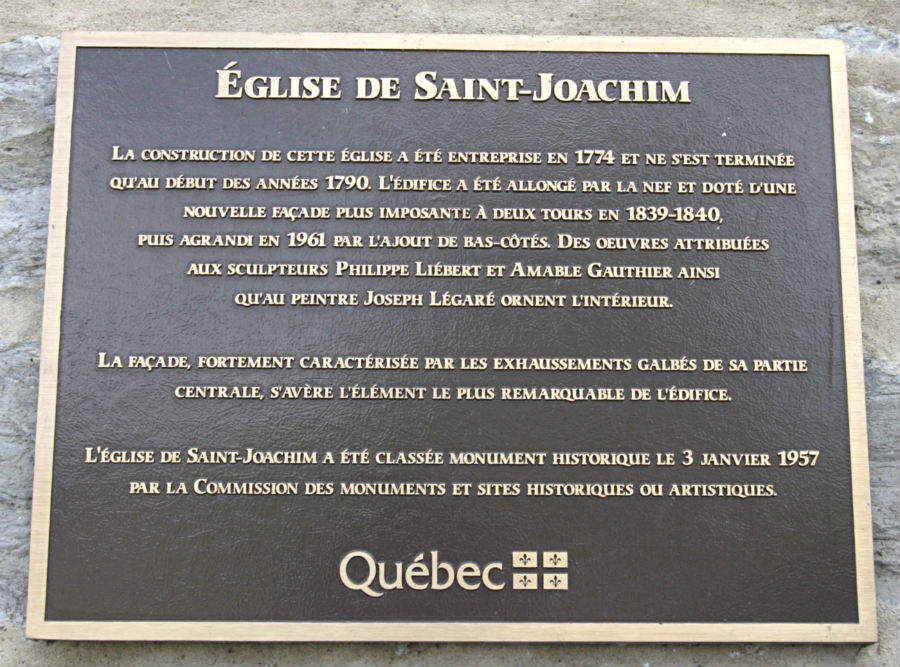 ÉGLISE DE SAINT-JOACHIM
LA CONSTRUCTION DE CETTE ÉGLISE A ÉTÉ ENTREPRISE EN 1774 ET NE S'EST TERMINÉE
QU'AU DÉBUT DES ANNÉES 1790. L'ÉDIFICE A ÉTÉ ALLONGÉ PAR LA NEF ET DOTÉ D'UNE
NOUVELLE FAÇADE PLUS IMPOSANTE À DEUX TOURS EN 1839-1840,
PUIS AGRANDI EN 1961 PAR L'AJOUT DE BAS-CÔTÉS. DES OEUVRES ATTRIBUÉES
AUX SCULPTEURS PHILIPPE LIÉBERT ET AMABLE GAUTHIER AINSI
QU'AU PEINTRE JOSEPH LÉGARÉ ORNENT L'INTÉRIEUR.
LA FAÇADE, FORTEMENT CARACTÉRISÉE PAR LES EXHAUSSEMENTS GALBÉS DE SA PARTIE
CENTRALE, S'AVÈRE L'ÉLÉMENT LE PLUS REMARQUABLE DE L'ÉDIFICE.
L'ÉGLISE DE SAINT-JOACHIM A ÉTÉ CLASSÉE MONUMENT HISTORIQUE LE 3 JANVIER 1957
PAR LA COMMISSION DES MONUMENTS ET SITES HISTORIQUES OU ARTISTIQUES.
Québec